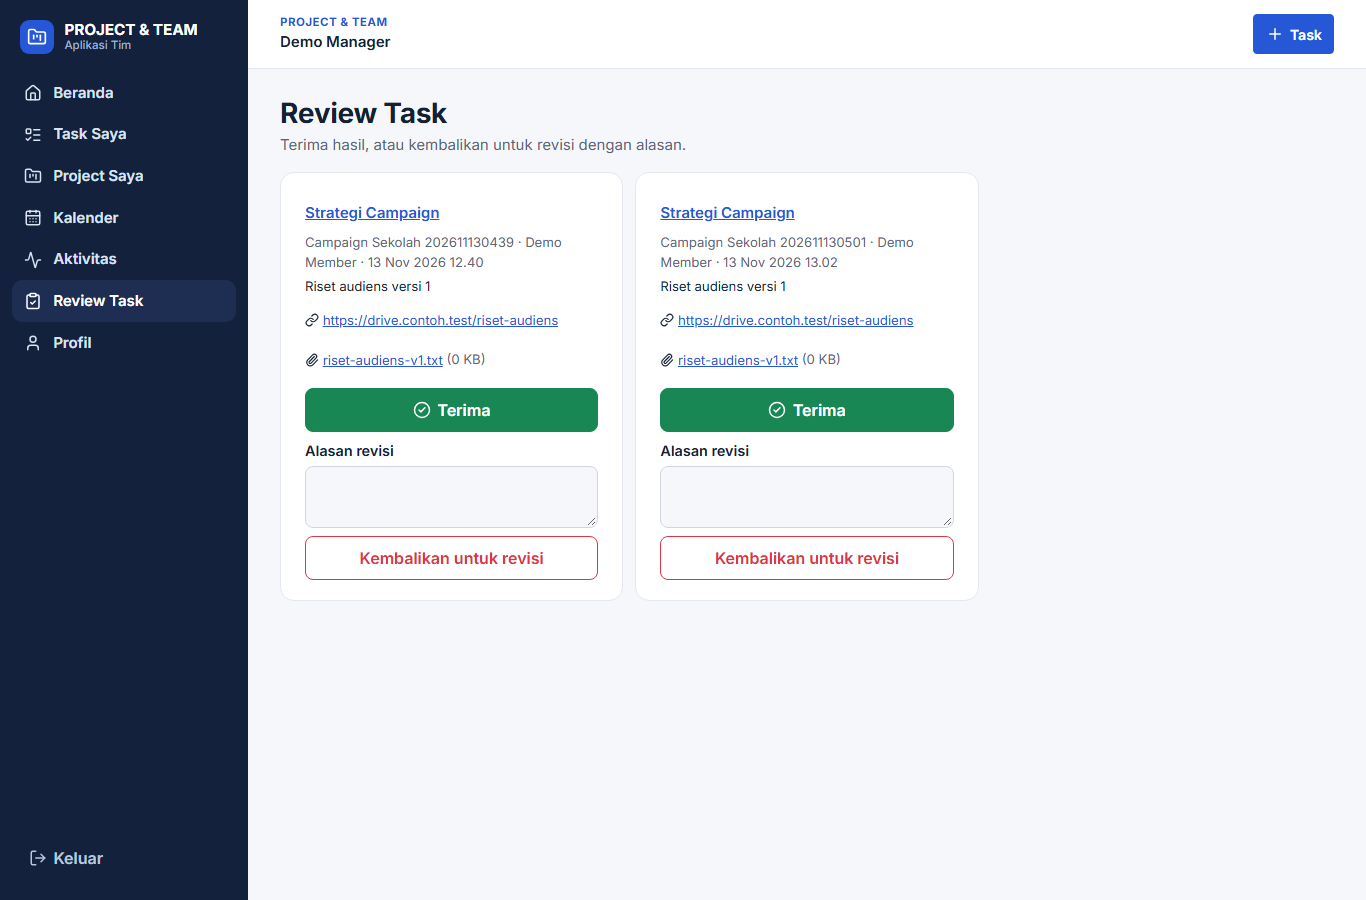 PROJECT & TEAM
Aplikasi Tim
Beranda
Task Saya
Project Saya
Kalender
Aktivitas
Review Task
Profil
Keluar
PROJECT & TEAM
Demo Manager
Task
Review Task
Terima hasil, atau kembalikan untuk revisi dengan alasan.
Strategi Campaign
Campaign Sekolah 202611130439 · Demo
Member · 13 Nov 2026 12.40
Riset audiens versi 1
https://drive.contoh.test/riset-audiens
riset-audiens-v1.txt (0 KB)
Terima
Alasan revisi
Kembalikan untuk revisi
Strategi Campaign
Campaign Sekolah 202611130501 · Demo
Member · 13 Nov 2026 13.02
Riset audiens versi 1
https://drive.contoh.test/riset-audiens
riset-audiens-v1.txt (0 KB)
Terima
Alasan revisi
Kembalikan untuk revisi